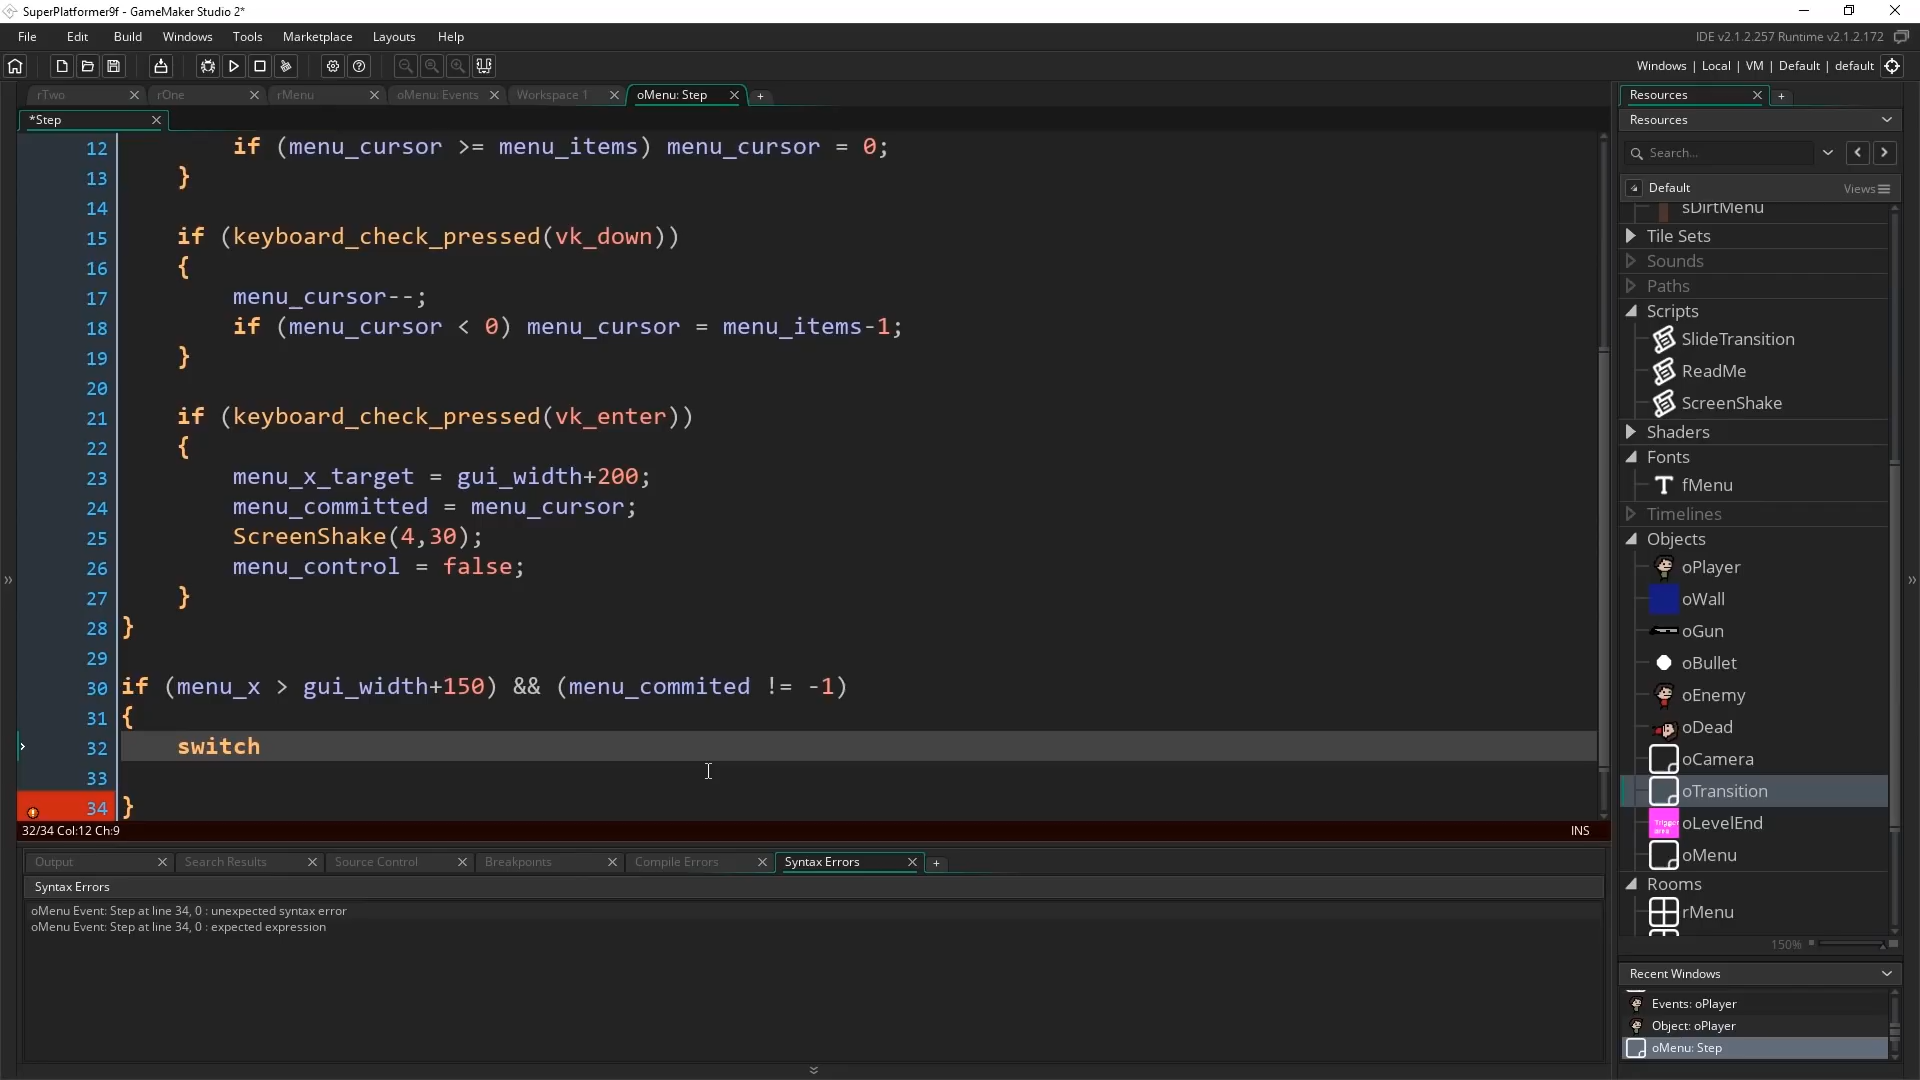 SuperPlatformer9f - GameMaker Studio 2*
File Edit Build Windows Tools Marketplace Layouts Help
IDE v2.1.2.257 Runtime v2.1.2.172
Windows | Local | VM | Default | default
rTwo rOne rMenu oMenu: Events Workspace 1 oMenu: Step
*Step
12 if (menu_cursor >= menu_items) menu_cursor = 0;
13 }
14
15 if (keyboard_check_pressed(vk_down))
16 {
17 menu_cursor--;
18 if (menu_cursor < 0) menu_cursor = menu_items-1;
19 }
20
21 if (keyboard_check_pressed(vk_enter))
22 {
23 menu_x_target = gui_width+200;
24 menu_committed = menu_cursor;
25 ScreenShake(4,30);
26 menu_control = false;
27 }
28 }
29
30 if (menu_x > gui_width+150) && (menu_commited != -1)
31 {
32 switch
33
34 }
32/34 Col:12 Ch:9 INS
Output Search Results Source Control Breakpoints Compile Errors Syntax Errors
Syntax Errors
oMenu Event: Step at line 34, 0 : unexpected syntax error
oMenu Event: Step at line 34, 0 : expected expression
Resources
Resources
Search...
Default Views
sDirtMenu
Tile Sets
Sounds
Paths
Scripts
SlideTransition
ReadMe
ScreenShake
Shaders
Fonts
fMenu
Timelines
Objects
oPlayer
oWall
oGun
oBullet
oEnemy
oDead
oCamera
oTransition
oLevelEnd
oMenu
Rooms
rMenu
150%
Recent Windows
Events: oPlayer
Object: oPlayer
oMenu: Step